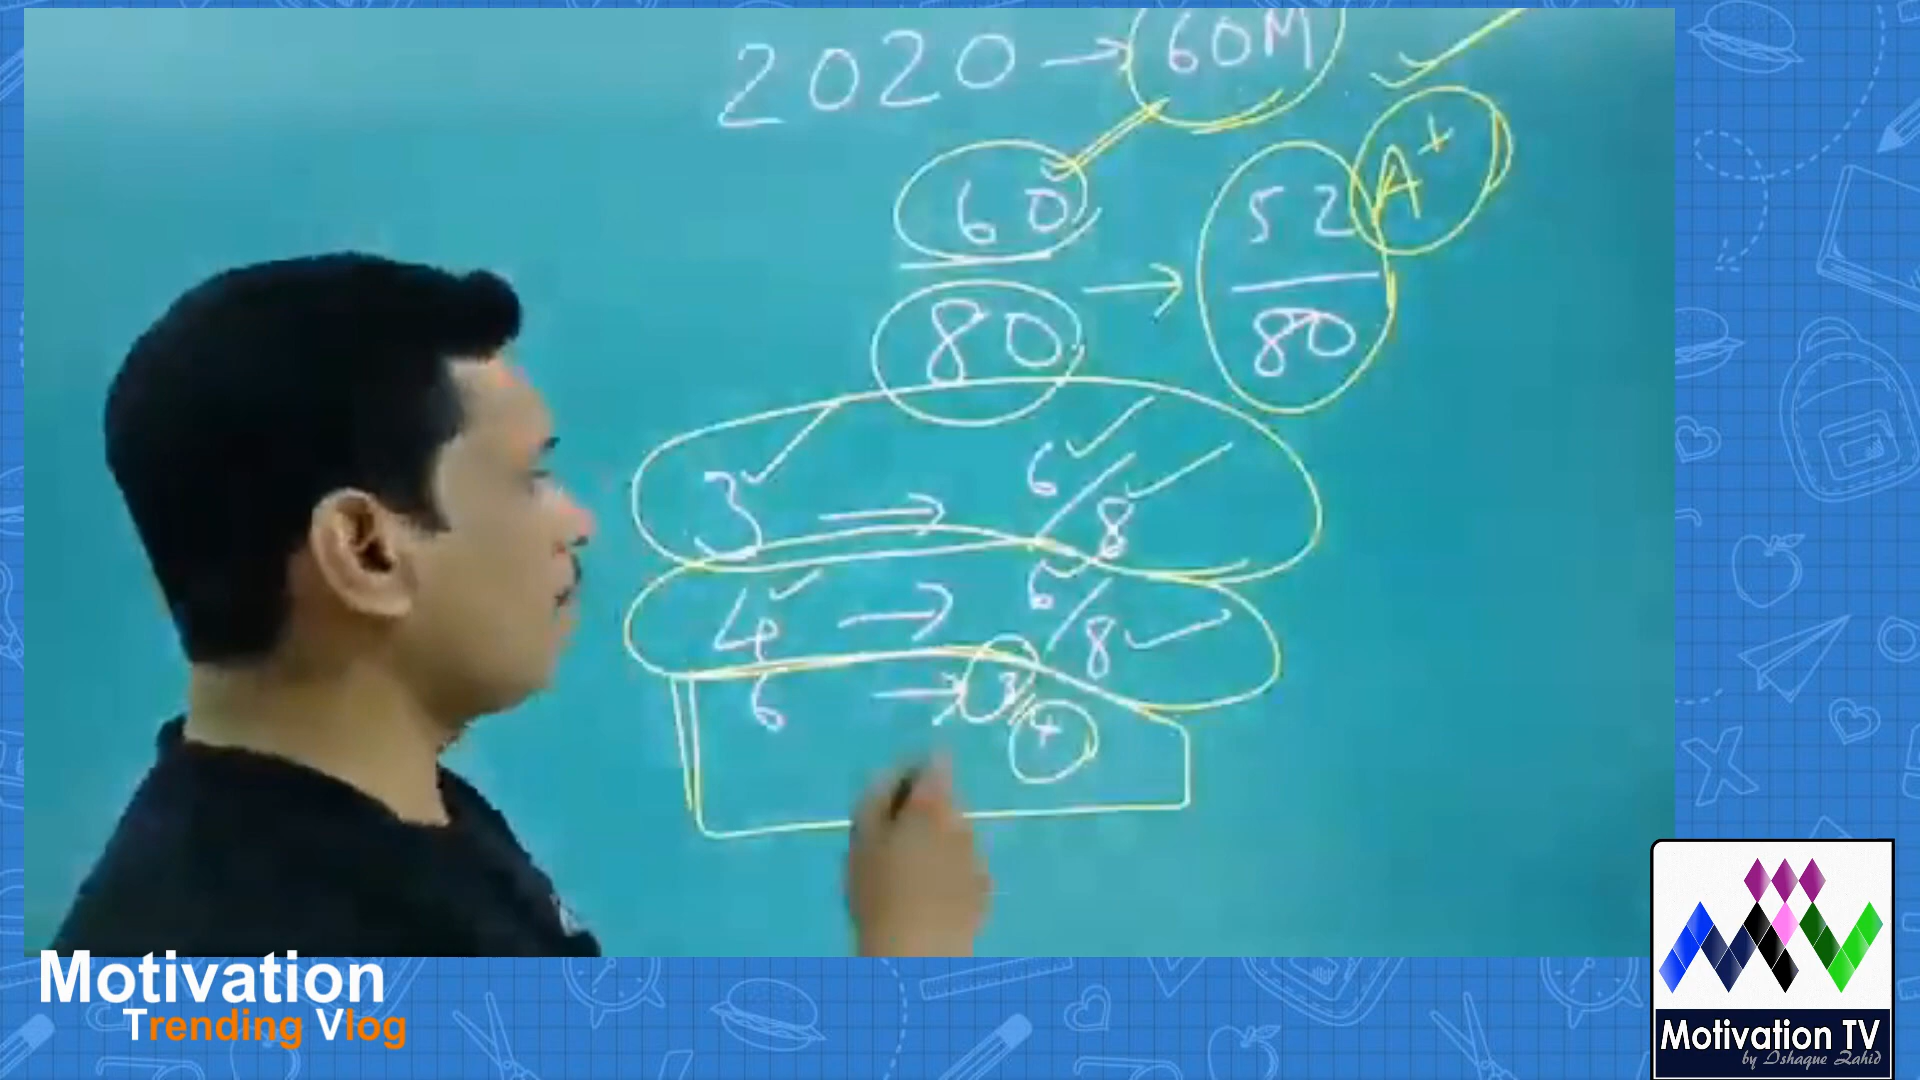 2020 → 60M
60 52 A+
80 → 80
3 → 6/8
4 → 6/8
6 → 3/4
Motivation
Trending Vlog
Motivation TV
by Ishaque Zahid